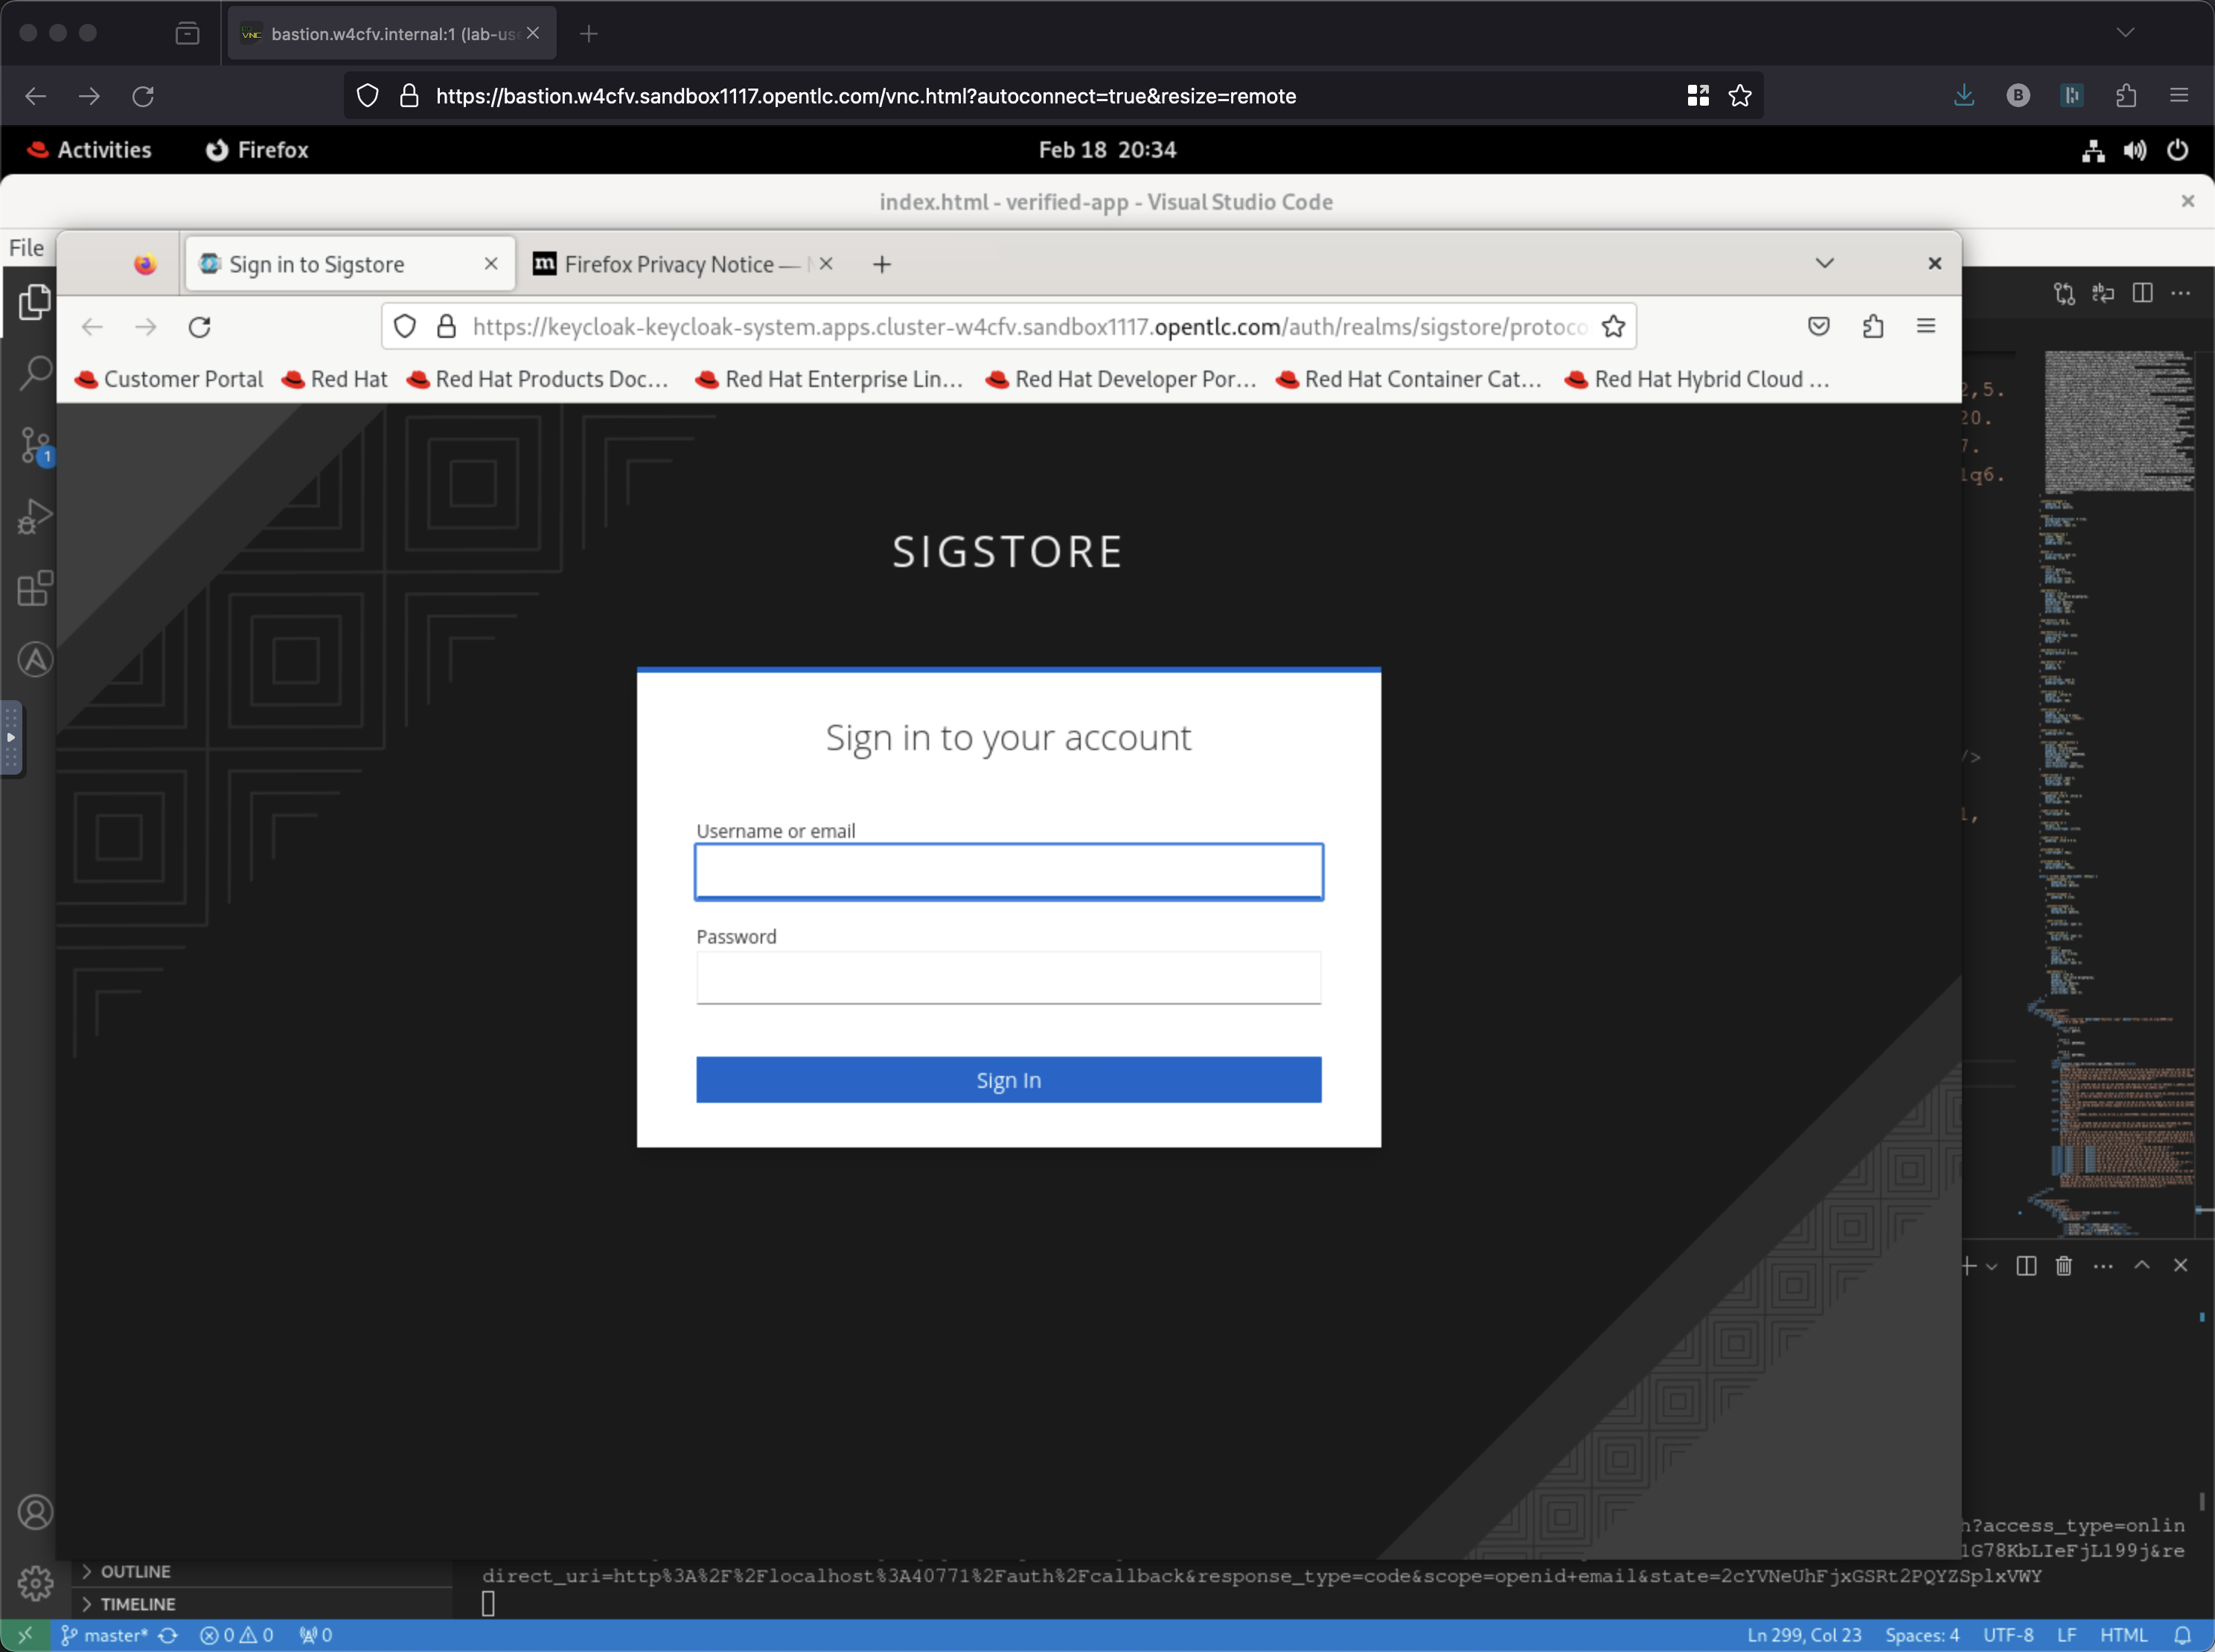 bastion.w4cfv.internal:1 (lab-us
https://bastion.w4cfv.sandbox1117.opentlc.com/vnc.html?autoconnect=true&resize=remote
B
Activities Firefox Feb 18 20:34
index.html - verified-app - Visual Studio Code
File
Sign in to Sigstore
m Firefox Privacy Notice —
https://keycloak-keycloak-system.apps.cluster-w4cfv.sandbox1117.opentlc.com/auth/realms/sigstore/protoco
Customer Portal Red Hat Red Hat Products Doc… Red Hat Enterprise Lin… Red Hat Developer Por… Red Hat Container Cat… Red Hat Hybrid Cloud …
2,5.
20.
7.
1q6.
1
SIGSTORE
Sign in to your account
/>
Username or email
Password
Sign In
h?access_type=onlin
1G78KbLIeFjL199j&re
OUTLINE
direct_uri=http%3A%2F%2Flocalhost%3A40771%2Fauth%2Fcallback&response_type=code&scope=openid+email&state=2cYVNeUhFjxGSRt2PQYZSplxVWY
TIMELINE
master* 0 0 0 Ln 299, Col 23 Spaces: 4 UTF-8 LF HTML